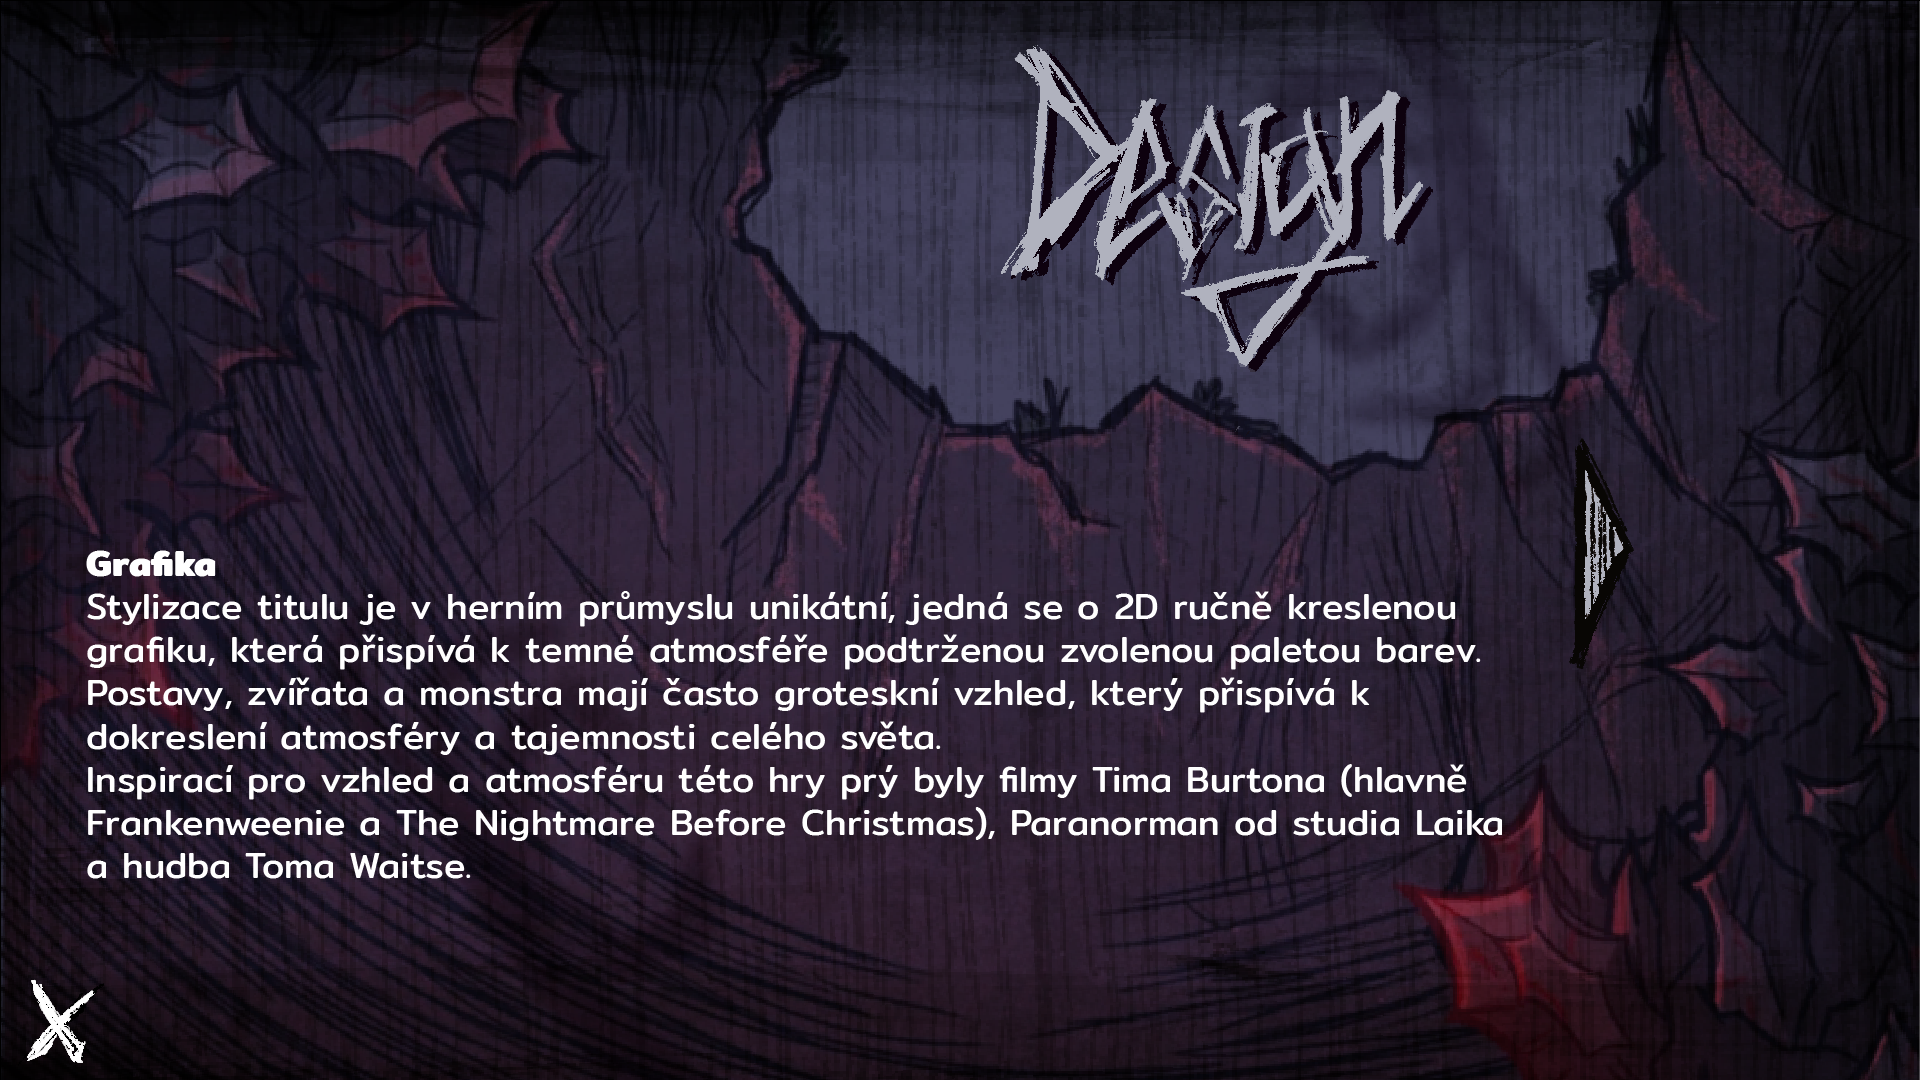 Design
Grafika
Stylizace titulu je v herním průmyslu unikátní, jedná se o 2D ručně kreslenou
grafiku, která přispívá k temné atmosféře podtrženou zvolenou paletou barev.
Postavy, zvířata a monstra mají často groteskní vzhled, který přispívá k
dokreslení atmosféry a tajemnosti celého světa.
Inspirací pro vzhled a atmosféru této hry prý byly filmy Tima Burtona (hlavně
Frankenweenie a The Nightmare Before Christmas), Paranorman od studia Laika
a hudba Toma Waitse.
X